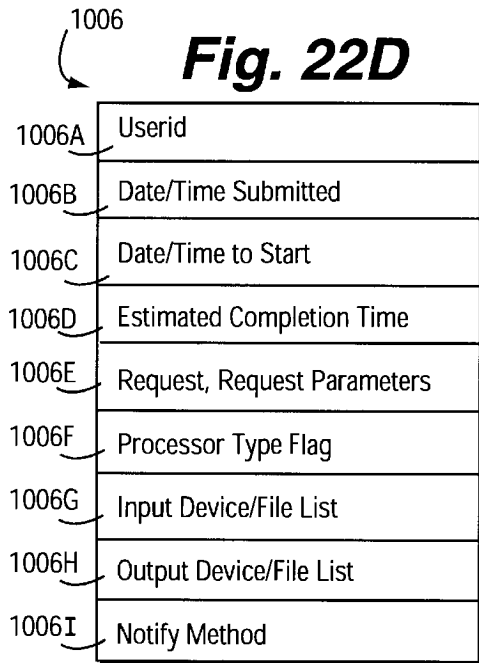 1006
Fig. 22D
1006A Userid
1006B Date/Time Submitted
1006C Date/Time to Start
1006D Estimated Completion Time
1006E Request, Request Parameters
1006F Processor Type Flag
1006G Input Device/File List
1006H Output Device/File List
1006I Notify Method